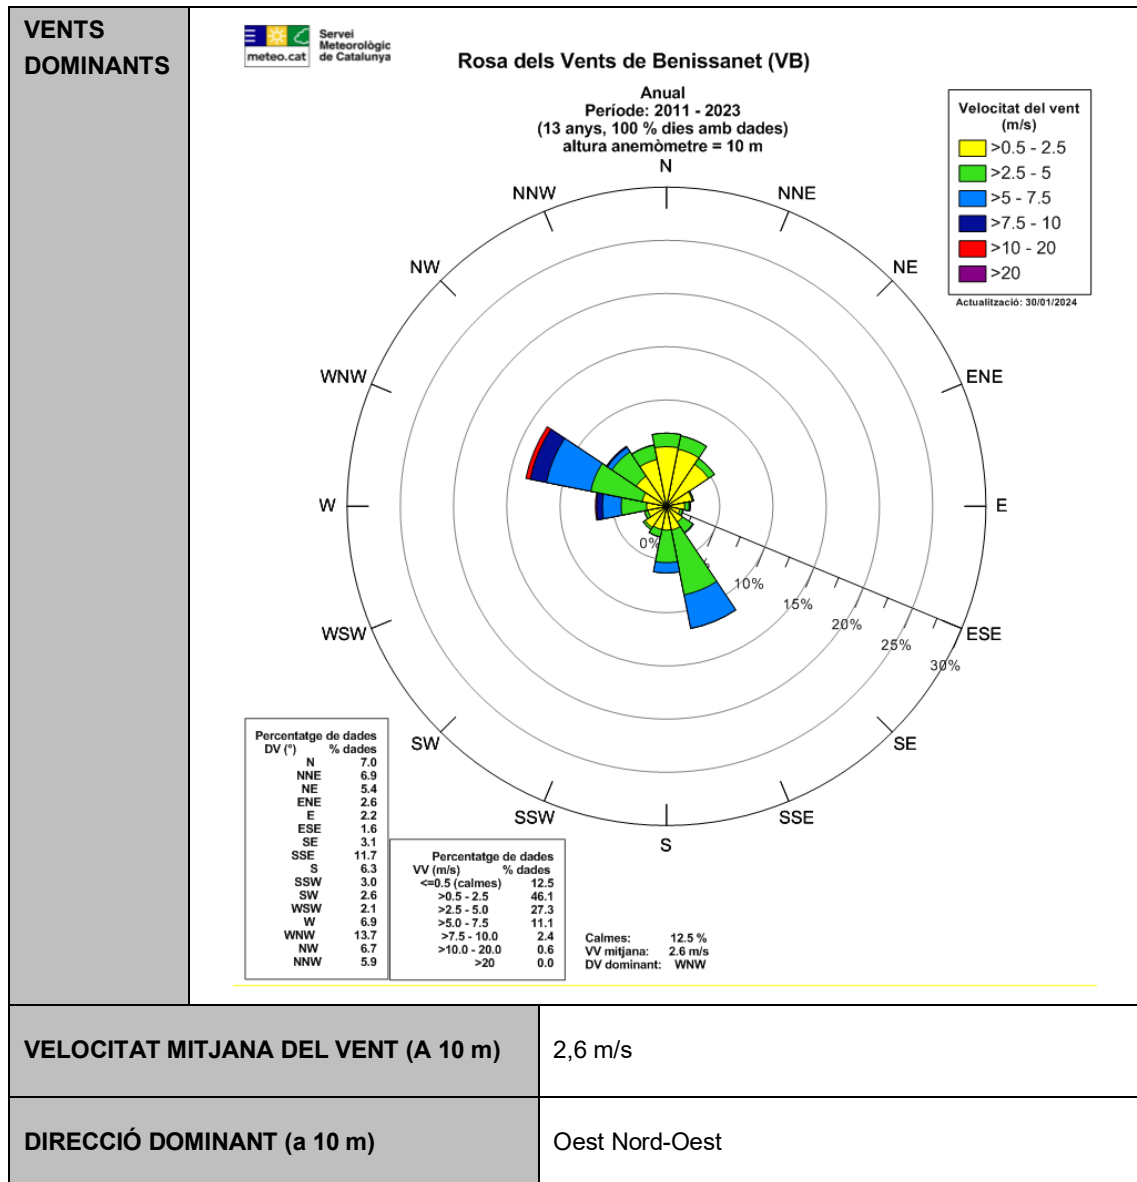 VENTS
DOMINANTS
meteo.cat
Servei
Meteorològic
de Catalunya
Rosa dels Vents de Benissanet (VB)
Anual
Període: 2011 - 2023
(13 anys, 100 % dies amb dades)
altura anemòmetre = 10 m
Velocitat del vent
(m/s)
>0.5 - 2.5
>2.5 - 5
>5 - 7.5
>7.5 - 10
>10 - 20
>20
Actualització: 30/01/2024
N
NNE
NE
ENE
E
ESE
SE
SSE
S
SSW
SW
WSW
W
WNW
NW
NNW
0%
10%
15%
20%
25%
30%
Percentatge de dades
DV (°) % dades
N 7.0
NNE 6.9
NE 5.4
ENE 2.6
E 2.2
ESE 1.6
SE 3.1
SSE 11.7
S 6.3
SSW 3.0
SW 2.6
WSW 2.1
W 6.9
WNW 13.7
NW 6.7
NNW 5.9
Percentatge de dades
VV (m/s) % dades
<=0.5 (calmes) 12.5
>0.5 - 2.5 46.1
>2.5 - 5.0 27.3
>5.0 - 7.5 11.1
>7.5 - 10.0 2.4
>10.0 - 20.0 0.6
>20 0.0
Calmes: 12.5 %
VV mitjana: 2.6 m/s
DV dominant: WNW
VELOCITAT MITJANA DEL VENT (A 10 m) 2,6 m/s
DIRECCIÓ DOMINANT (a 10 m) Oest Nord-Oest